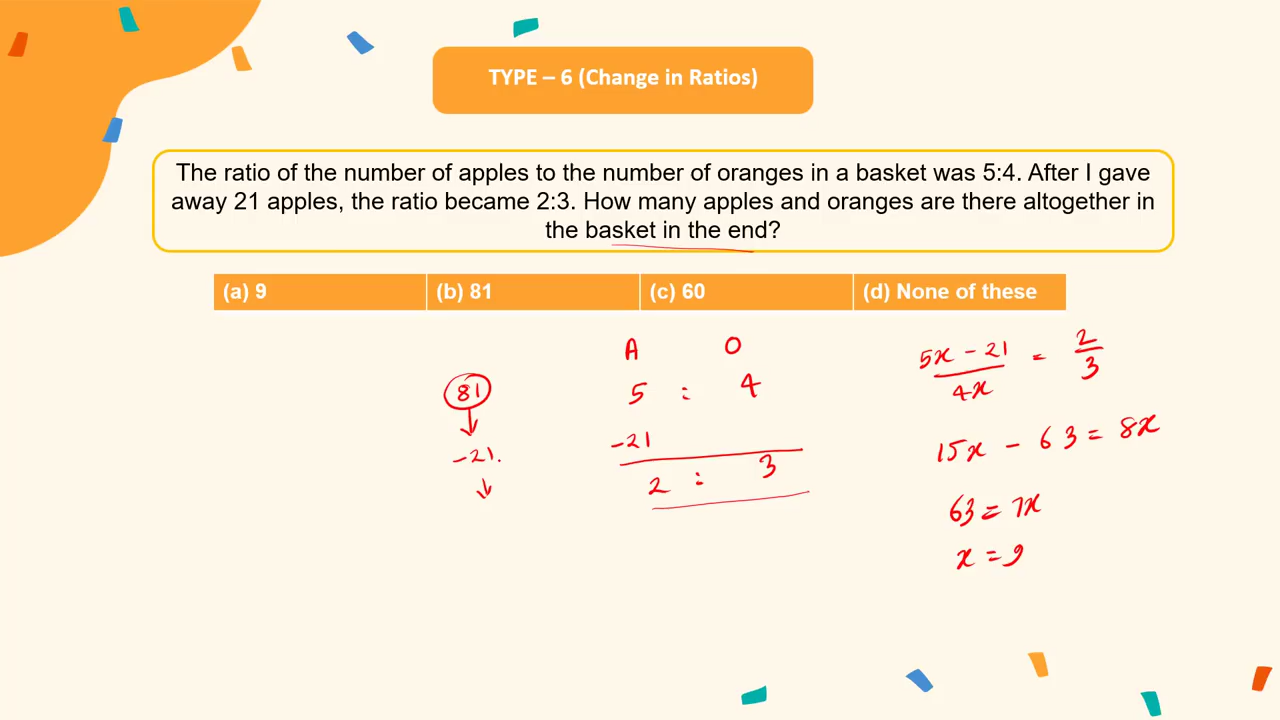 TYPE – 6 (Change in Ratios)
The ratio of the number of apples to the number of oranges in a basket was 5:4. After I gave
away 21 apples, the ratio became 2:3. How many apples and oranges are there altogether in
the basket in the end?
(a) 9 (b) 81 (c) 60 (d) None of these
A O
5 : 4
-21
2 : 3
81
-21.
5x - 21 = 2
4x 3
15x - 63 = 8x
63 = 7x
x = 9